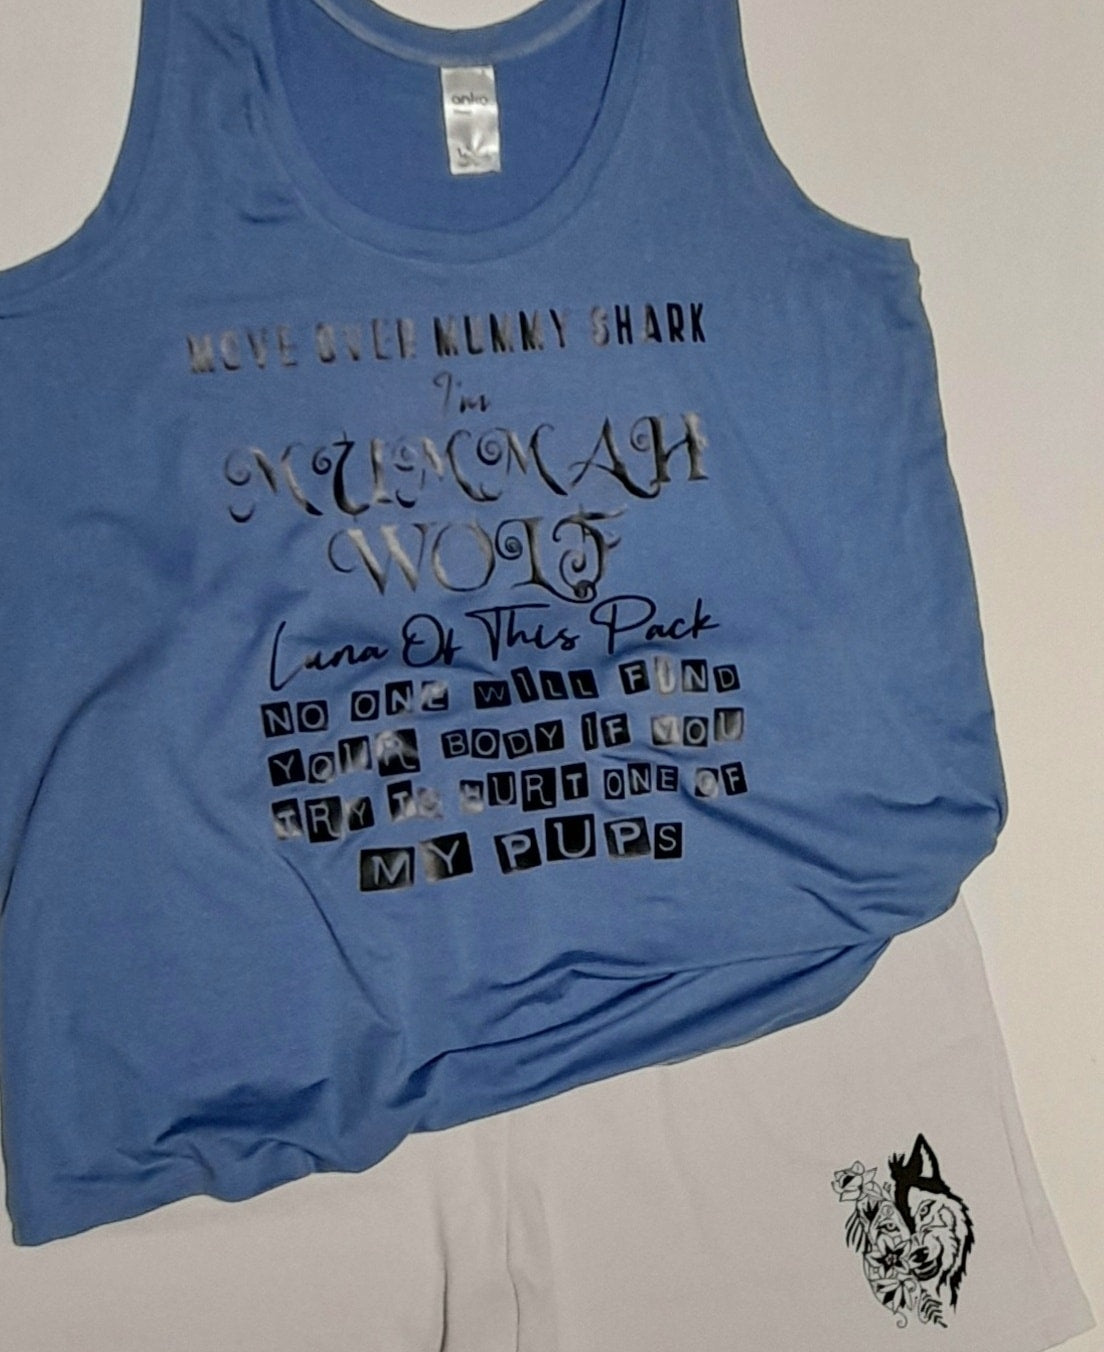 anko
MOVE OVER MUMMY SHARK
I'm
MUMMAH
WOLF
Luna Of This Pack
NO ONE WILL FIND
YOUR BODY IF YOU
TRY TO HURT ONE OF
MY PUPS